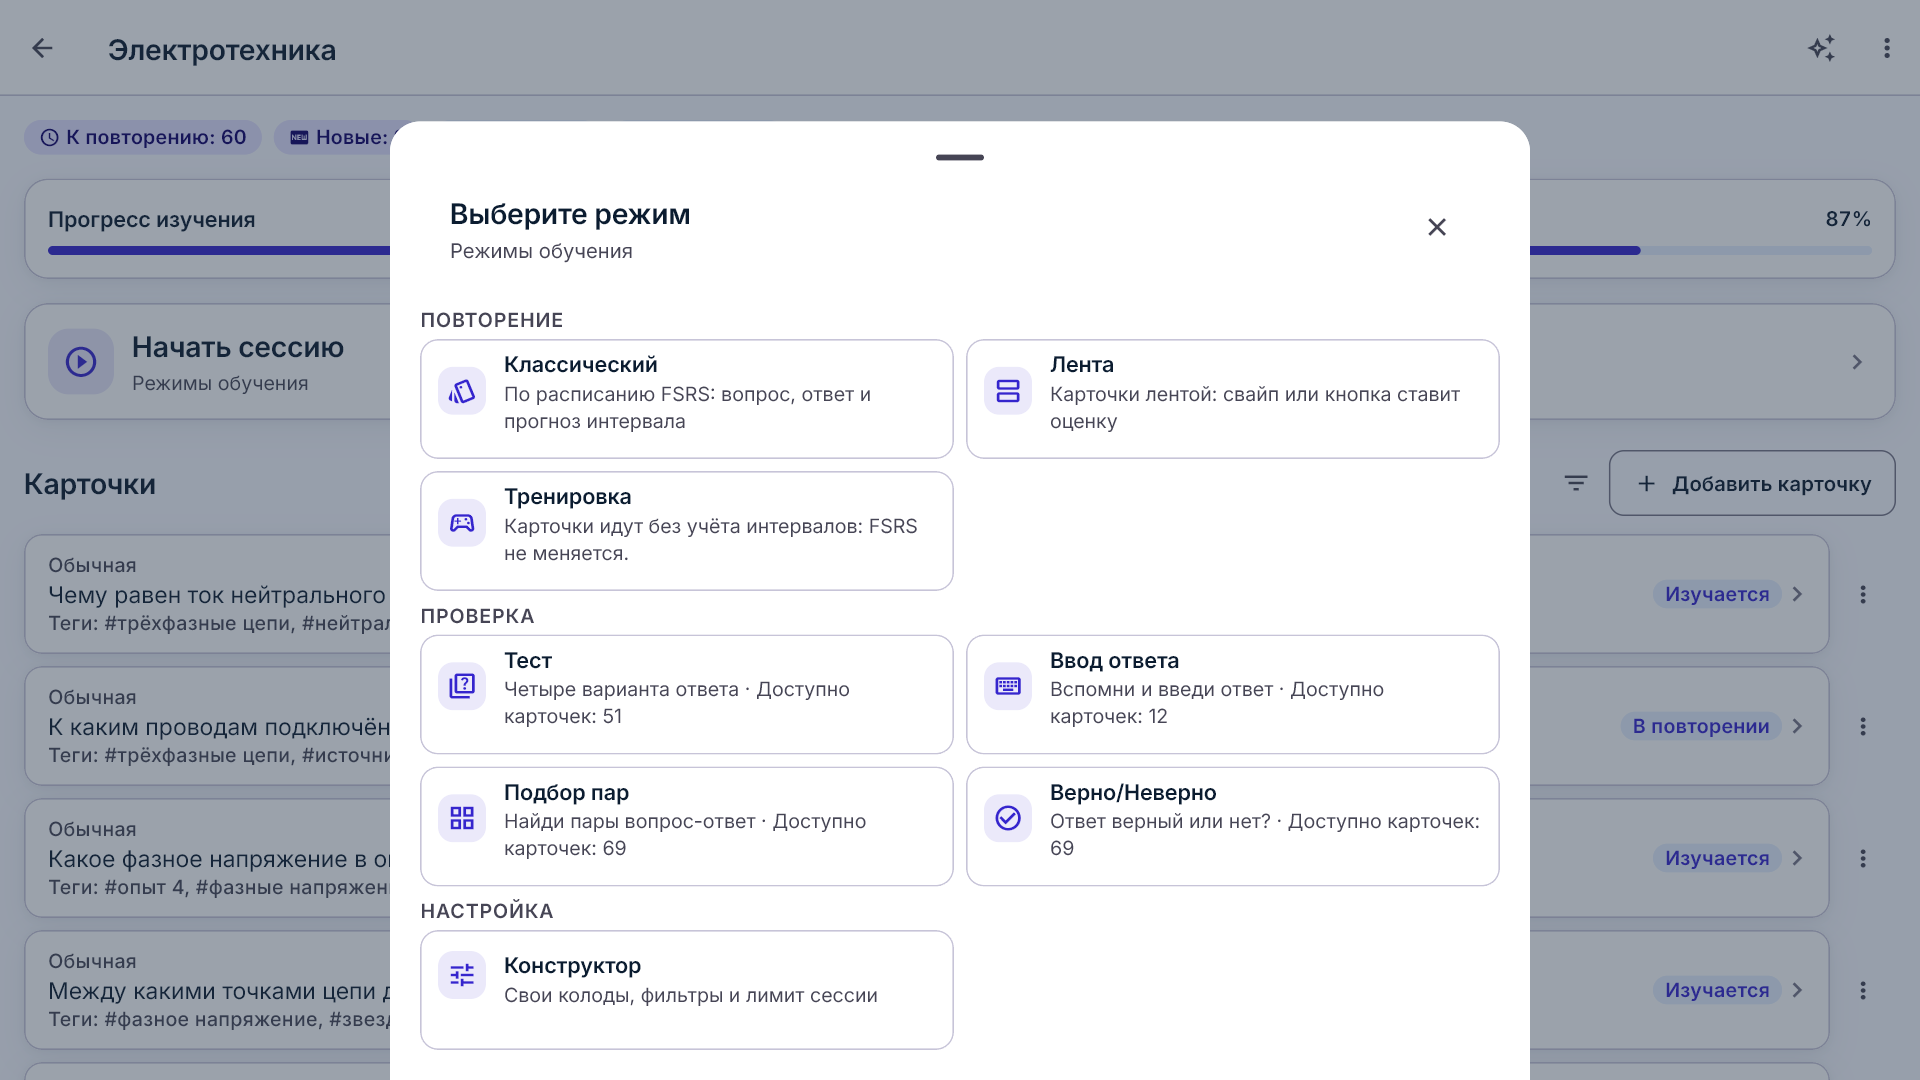 Электротехника
К повторению: 60
NEW
Новые:
Прогресс изучения
87%
Начать сессию
Режимы обучения
Карточки
Добавить карточку
Обычная
Чему равен ток нейтрального
Теги: #трёхфазные цепи,
Изучается
Обычная
К каким проводам
Теги: #трёхфазные цепи,
В повторении
Обычная
Какое фазное напряжение в
Теги: #опыт 4, #фазные
Изучается
Обычная
Между какими точками цепи
Теги: #фазное напряжение,
Изучается
Выберите режим
Режимы обучения
ПОВТОРЕНИЕ
Классический
По расписанию FSRS: вопрос, ответ и
прогноз интервала
Лента
Карточки лентой: свайп или кнопка ставит
оценку
Тренировка
Карточки идут без учёта интервалов: FSRS
не меняется.
ПРОВЕРКА
Тест
Четыре варианта ответа · Доступно
карточек: 51
Ввод ответа
Вспомни и введи ответ · Доступно
карточек: 12
Подбор пар
Найди пары вопрос-ответ · Доступно
карточек: 69
Верно/Неверно
Ответ верный или нет? · Доступно карточек:
69
НАСТРОЙКА
Конструктор
Свои колоды, фильтры и лимит сессии